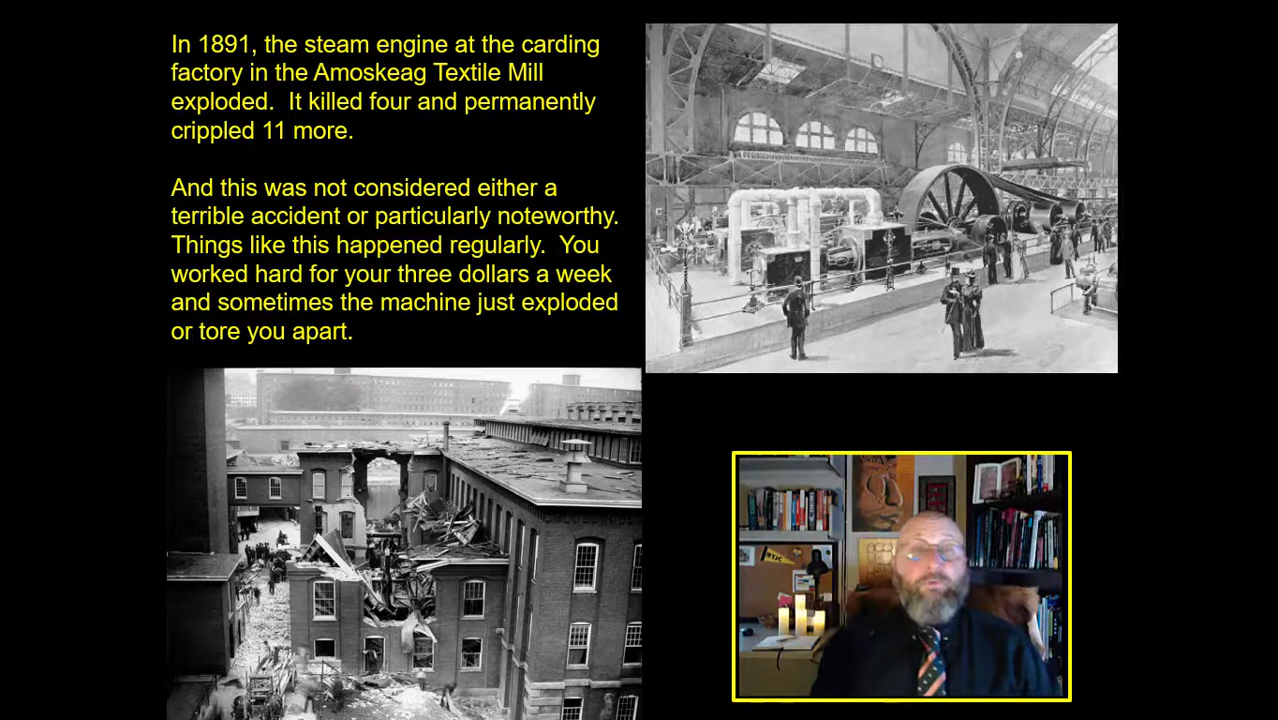 In 1891, the steam engine at the carding
factory in the Amoskeag Textile Mill
exploded.  It killed four and permanently
crippled 11 more.
And this was not considered either a
terrible accident or particularly noteworthy.
Things like this happened regularly.  You
worked hard for your three dollars a week
and sometimes the machine just exploded
or tore you apart.